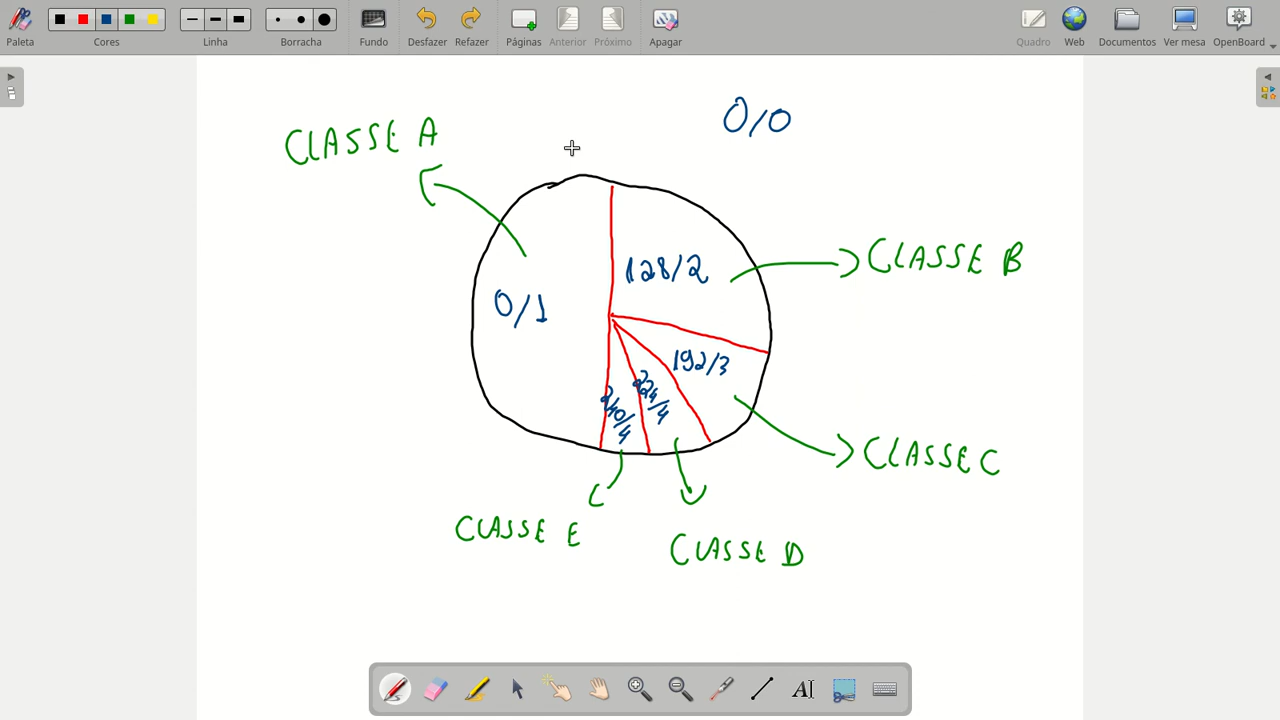 Paleta
Cores
Linha
Borracha
Fundo
Desfazer
Refazer
Páginas
Anterior
Próximo
Apagar
Quadro
Web
Documentos
Ver mesa
OpenBoard
0/0
CLASSE A
CLASSE B
128/2
0/1
192/3
224/4
240/4
CLASSE C
CLASSE E
CLASSE D